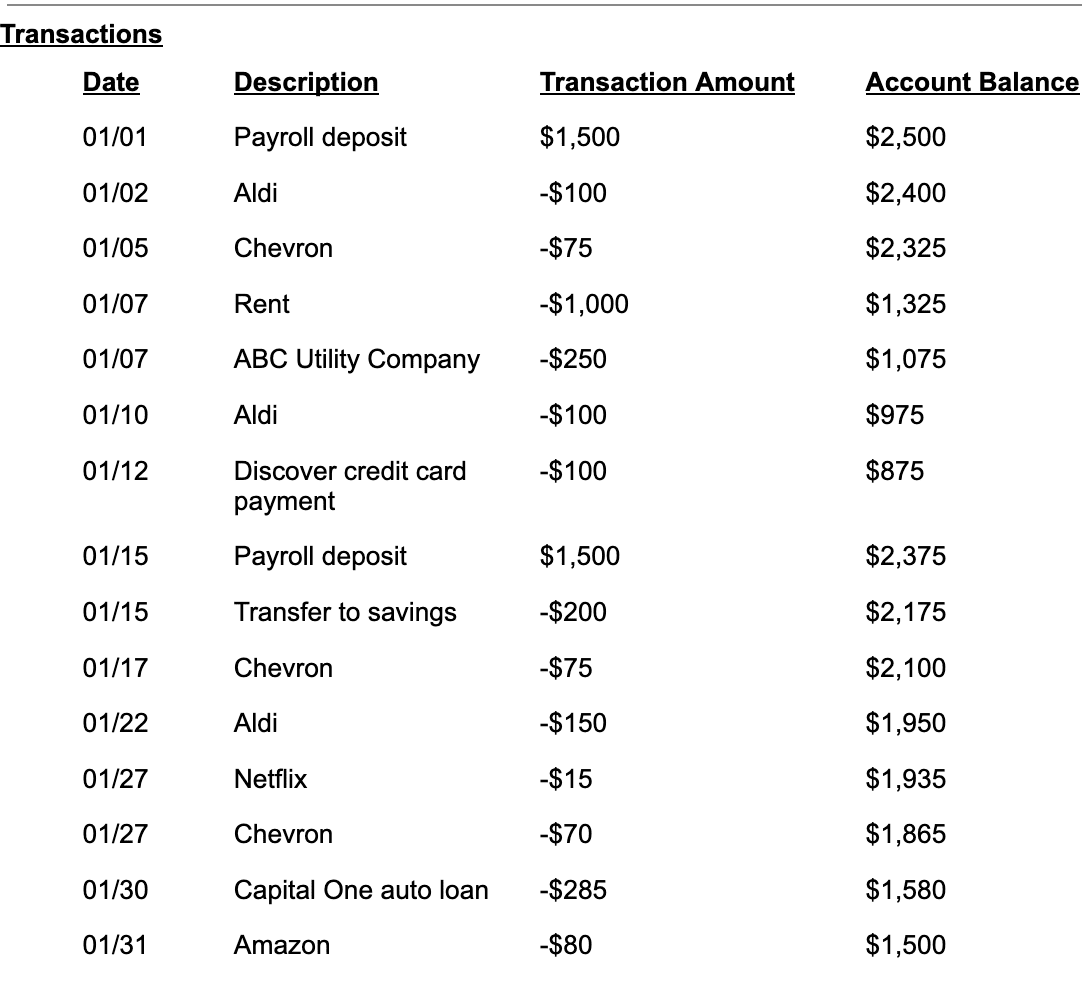 Transactions
Date Description Transaction Amount Account Balance
01/01 Payroll deposit $1,500 $2,500
01/02 Aldi -$100 $2,400
01/05 Chevron -$75 $2,325
01/07 Rent -$1,000 $1,325
01/07 ABC Utility Company -$250 $1,075
01/10 Aldi -$100 $975
01/12 Discover credit card -$100 $875
payment
01/15 Payroll deposit $1,500 $2,375
01/15 Transfer to savings -$200 $2,175
01/17 Chevron -$75 $2,100
01/22 Aldi -$150 $1,950
01/27 Netflix -$15 $1,935
01/27 Chevron -$70 $1,865
01/30 Capital One auto loan -$285 $1,580
01/31 Amazon -$80 $1,500